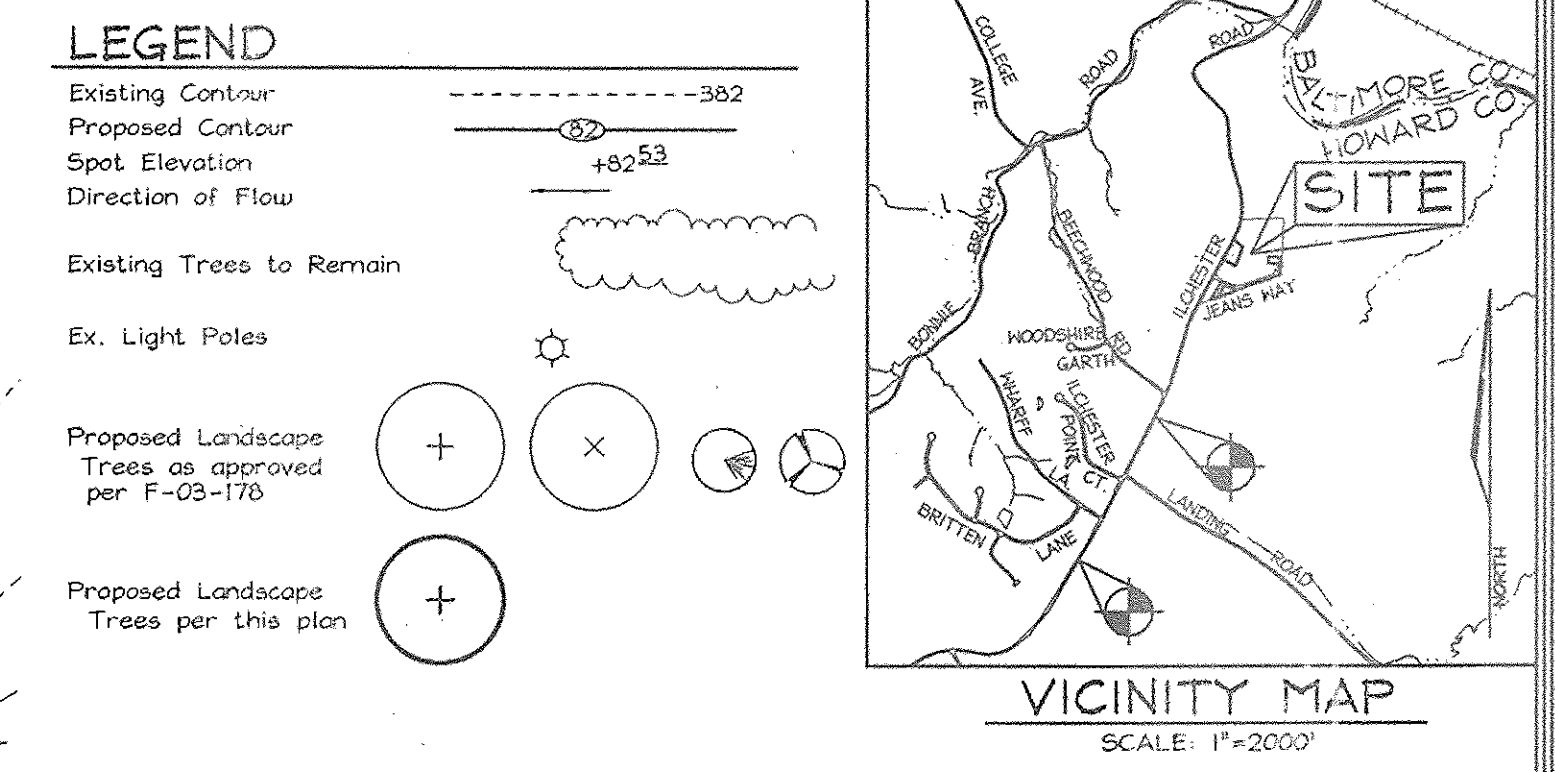 LEGEND
Existing Contour
382
Proposed Contour
82
Spot Elevation
+82 53
Direction of Flow
Existing Trees to Remain
Ex. Light Poles
Proposed Landscape
Trees as approved
per F-03-178
Proposed Landscape
Trees per this plan
COLLEGE
AVE.
ROAD
ROAD
BALTIMORE CO.
HOWARD CO.
SITE
BRANCH
BEECHWOOD
RD
ILCHESTER
JEANS WAY
BONNIE
WOODSHIRE
GARTH
WHARFF
LA.
ILCHESTER
POINT
CT.
BRITTEN
LANE
LANDING
ROAD
NORTH
VICINITY MAP
SCALE: 1"=2000'